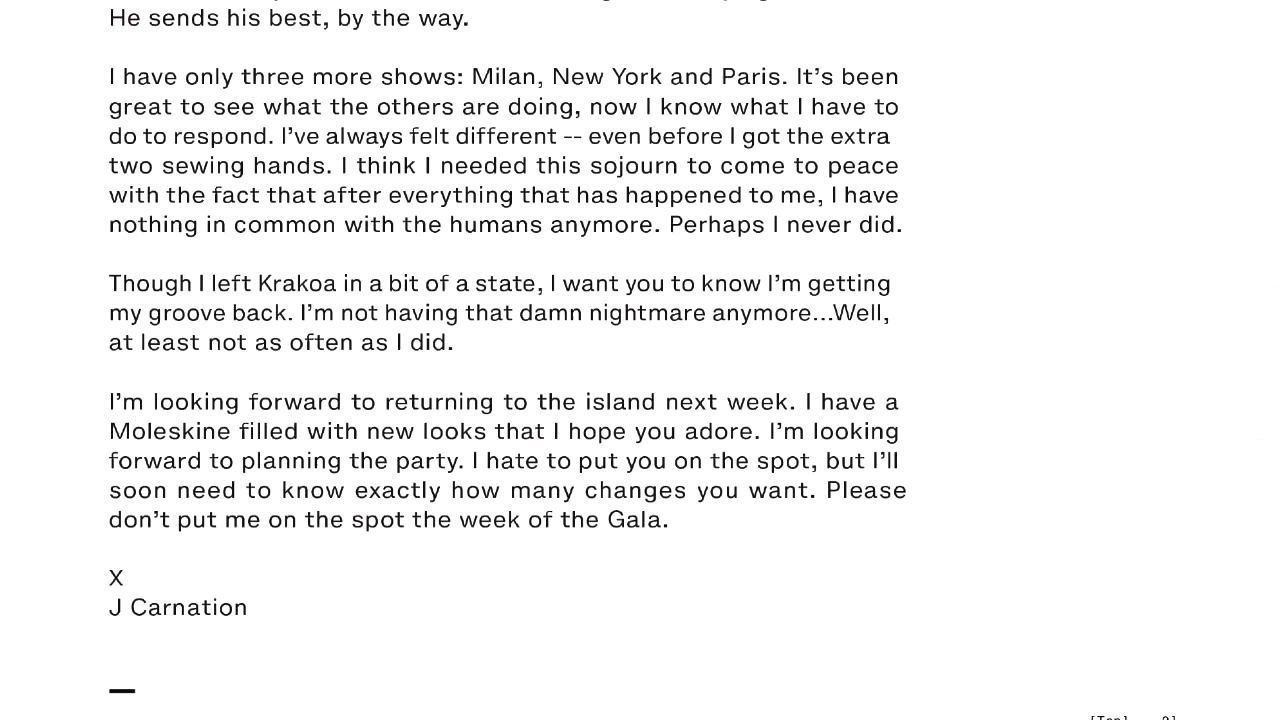 He sends his best, by the way.
I have only three more shows: Milan, New York and Paris. It’s been
great to see what the others are doing, now I know what I have to
do to respond. I’ve always felt different -- even before I got the extra
two sewing hands. I think I needed this sojourn to come to peace
with the fact that after everything that has happened to me, I have
nothing in common with the humans anymore. Perhaps I never did.
Though I left Krakoa in a bit of a state, I want you to know I’m getting
my groove back. I’m not having that damn nightmare anymore...Well,
at least not as often as I did.
I’m looking forward to returning to the island next week. I have a
Moleskine filled with new looks that I hope you adore. I’m looking
forward to planning the party. I hate to put you on the spot, but I’ll
soon need to know exactly how many changes you want. Please
don’t put me on the spot the week of the Gala.
X
J Carnation